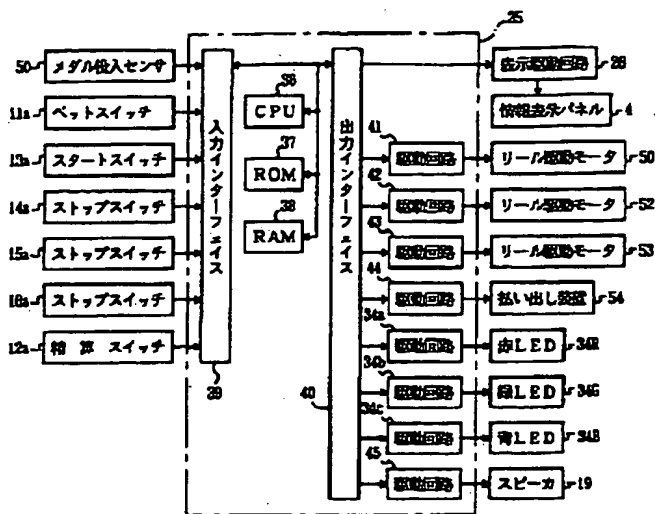 25
50
メダル投入センサ
11a
ベットスイッチ
13a
スタートスイッチ
14a
ストップスイッチ
15a
ストップスイッチ
16a
ストップスイッチ
12a
精算 スイッチ
入力インターフェイス
39
36
CPU
37
ROM
38
RAM
出力インターフェイス
40
表示駆動回路
26
情報表示パネル
4
41
駆動回路
リール駆動モータ
50
42
駆動回路
リール駆動モータ
52
43
駆動回路
リール駆動モータ
53
44
駆動回路
払い出し装置
54
34a
駆動回路
赤LED
34R
34b
駆動回路
緑LED
34G
34c
駆動回路
青LED
34B
45
駆動回路
スピーカ
19